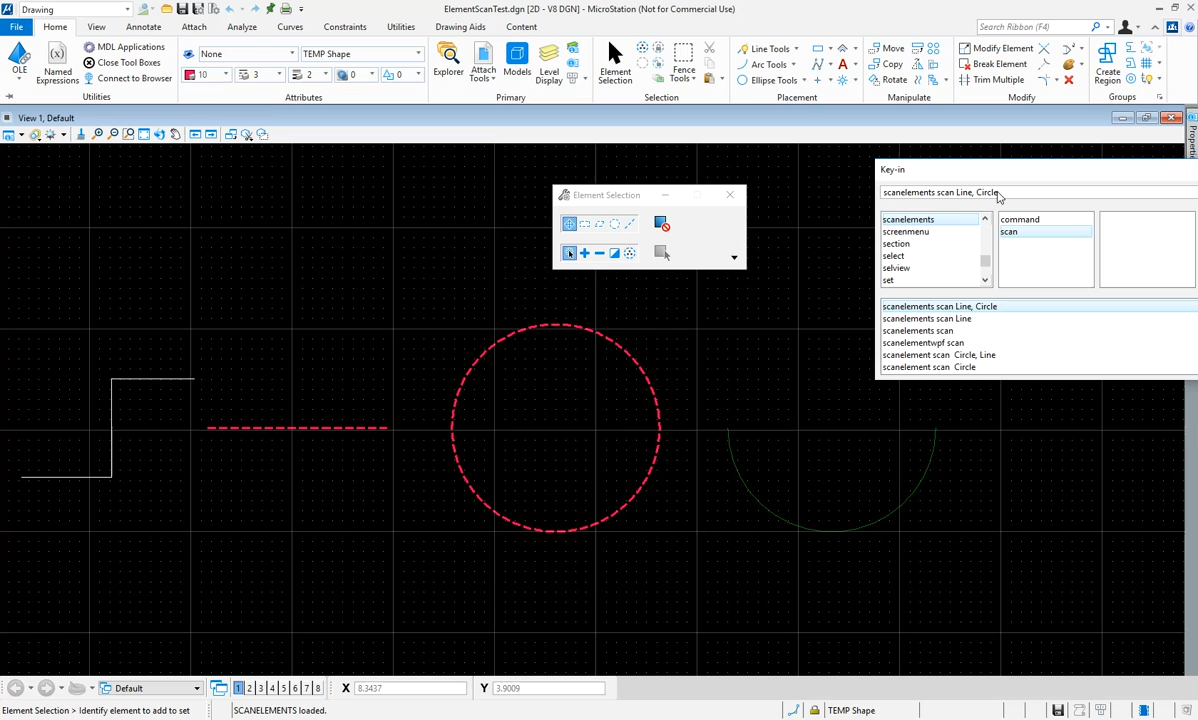 Drawing
ElementScanTest.dgn [2D - V8 DGN] - MicroStation (Not for Commercial Use)
File
Home
View
Annotate
Attach
Analyze
Curves
Constraints
Utilities
Drawing Aids
Content
Search Ribbon (F4)
OLE
Named
Expressions
MDL Applications
Close Tool Boxes
Connect to Browser
Utilities
None
TEMP Shape
10
3
2
0
0
Attributes
Explorer
Attach
Tools
Models
Level
Display
Primary
Element
Selection
Fence
Tools
Selection
Line Tools
Arc Tools
Ellipse Tools
Placement
Move
Copy
Rotate
Manipulate
Modify Element
Break Element
Trim Multiple
Modify
Create
Region
Groups
View 1, Default
Properti
Element Selection
Key-in
scanelements scan Line, Circle
scanelements
screenmenu
section
select
selview
set
command
scan
scanelements scan Line, Circle
scanelements scan Line
scanelements scan
scanelementwpf scan
scanelement scan Circle, Line
scanelement scan Circle
Default
1 2 3 4 5 6 7 8
X 8.3437
Y 3.9009
Element Selection > Identify element to add to set
SCANELEMENTS loaded.
TEMP Shape